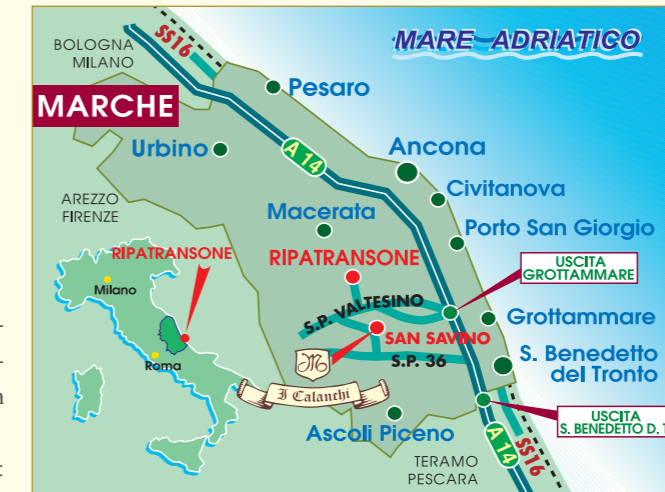 SS16
BOLOGNA
MILANO
MARE ADRIATICO
MARCHE
Pesaro
Urbino
A 14
Ancona
AREZZO
FIRENZE
Civitanova
Macerata
Porto San Giorgio
RIPATRANSONE
RIPATRANSONE
USCITA
GROTTAMMARE
Milano
S.P. VALTESINO
Grottammare
SAN SAVINO
Roma
S.P. 36
S. Benedetto
del Tronto
I Calanchi
Ascoli Piceno
USCITA
S. BENEDETTO D. T
A 14
SS16
TERAMO
PESCARA